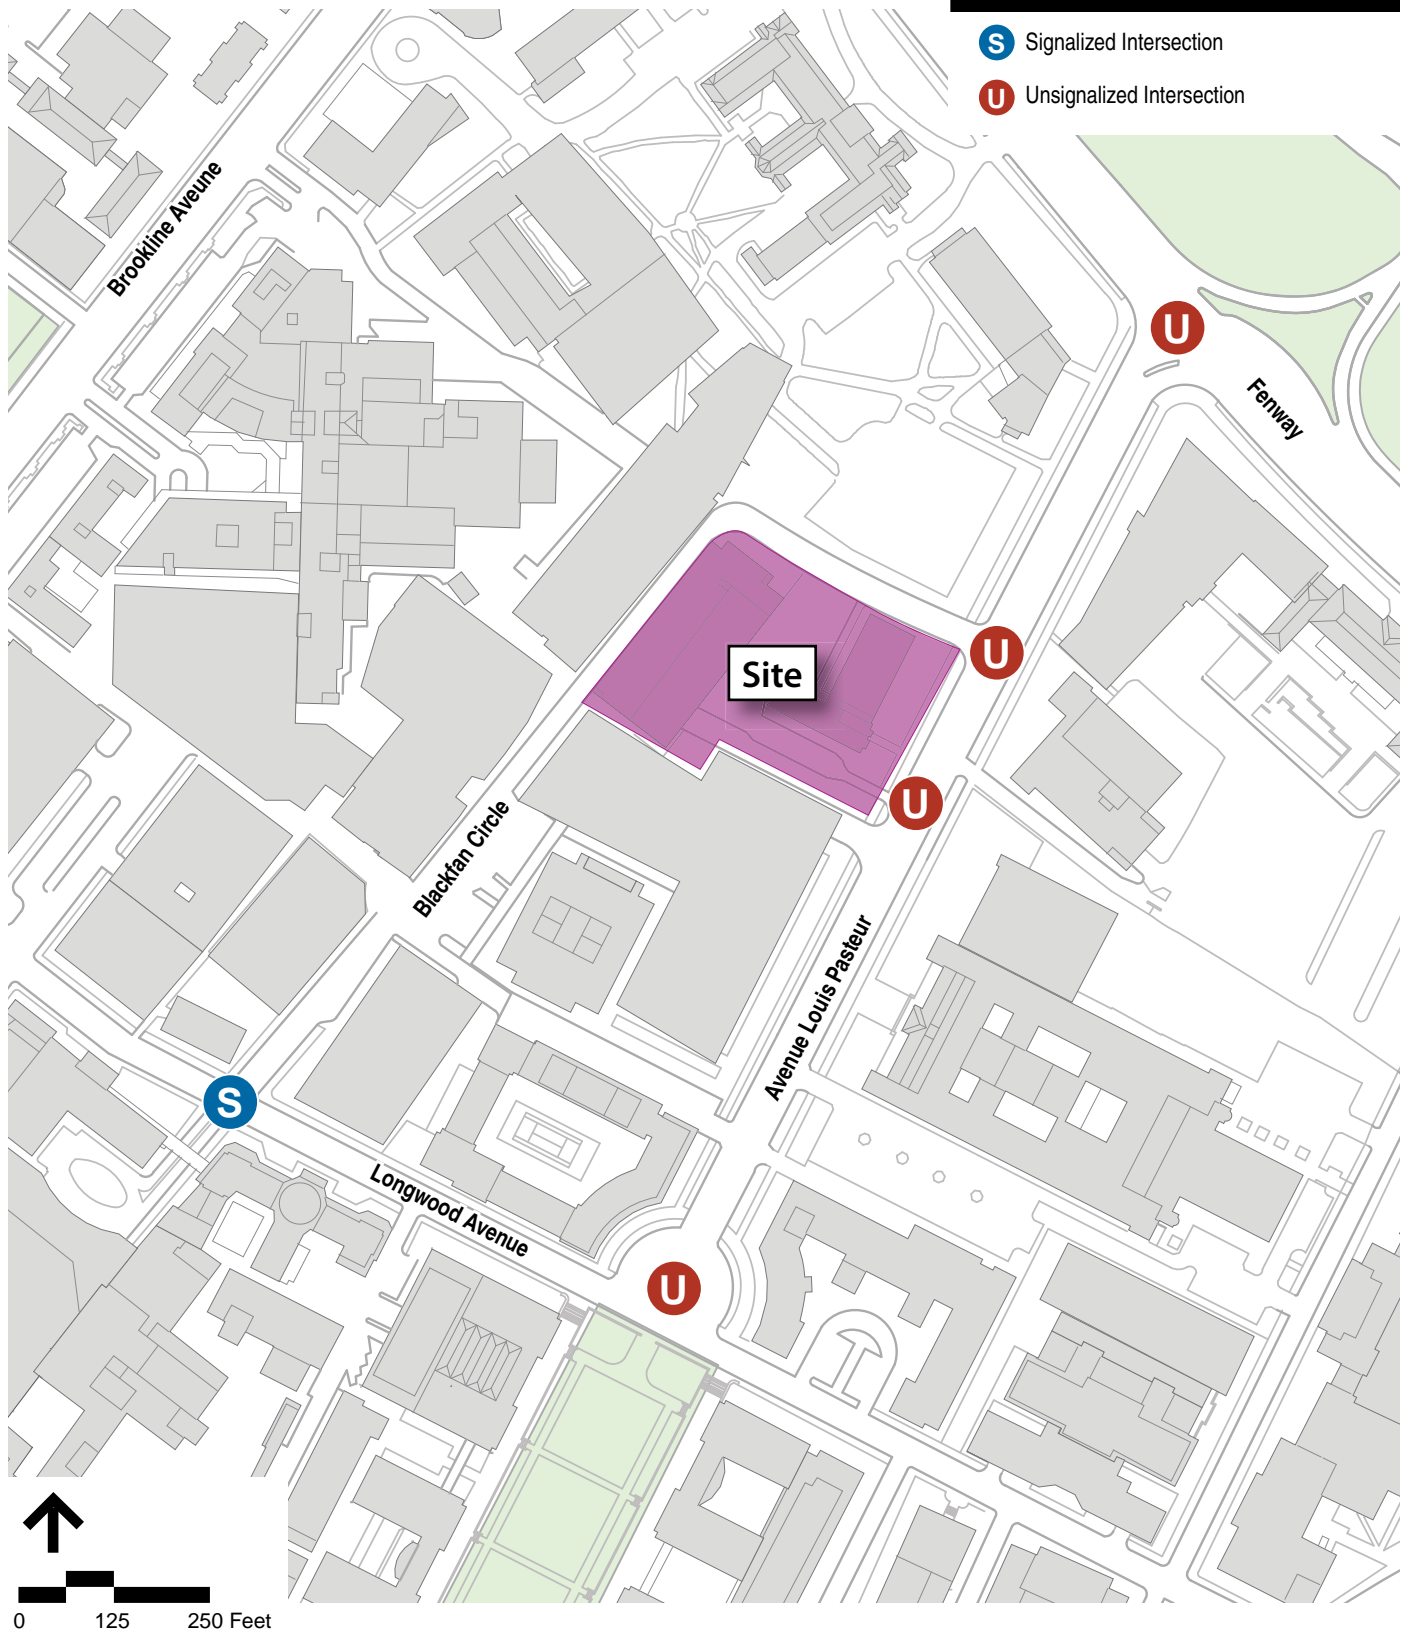 S Signalized Intersection
U Unsignalized Intersection
Brookline Aveune
U
Fenway
U
Site
U
Blackfan Circle
Avenue Louis Pasteur
S
Longwood Avenue
U
0 125 250 Feet